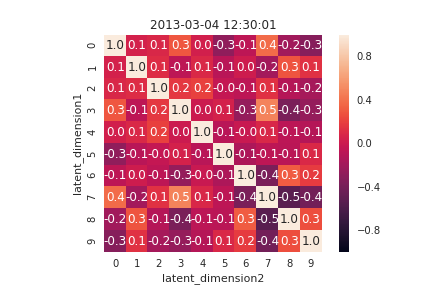 2013-03-04 12:30:01
latent_dimension1
0 1.0 0.1 0.1 0.3 0.0 -0.3 -0.1 0.4 -0.2 -0.3
1 0.1 1.0 0.1 -0.1 0.1 -0.1 0.0 -0.2 0.3 0.1
2 0.1 0.1 1.0 0.2 0.2 -0.0 -0.1 0.1 -0.1 -0.2
3 0.3 -0.1 0.2 1.0 0.0 0.1 -0.3 0.5 -0.4 -0.3
4 0.0 0.1 0.2 0.0 1.0 -0.1 -0.0 0.1 -0.1 -0.1
5 -0.3 -0.1 -0.0 0.1 -0.1 1.0 -0.1 -0.1 -0.1 0.1
6 -0.1 0.0 -0.1 -0.3 -0.0 -0.1 1.0 -0.4 0.3 0.2
7 0.4 -0.2 0.1 0.5 0.1 -0.1 -0.4 1.0 -0.5 -0.4
8 -0.2 0.3 -0.1 -0.4 -0.1 -0.1 0.3 -0.5 1.0 0.3
9 -0.3 0.1 -0.2 -0.3 -0.1 0.1 0.2 -0.4 0.3 1.0
0 1 2 3 4 5 6 7 8 9
latent_dimension2
0.8
0.4
0.0
−0.4
−0.8